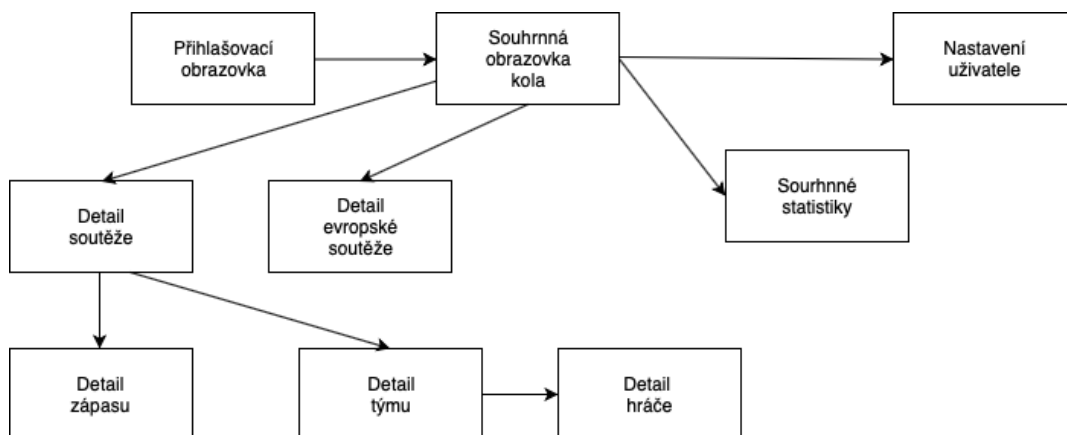 Přihlašovací
obrazovka
Souhrnná
obrazovka
kola
Nastavení
uživatele
Sourhnné
statistiky
Detail
soutěže
Detail
evropské
soutěže
Detail
zápasu
Detail
týmu
Detail
hráče